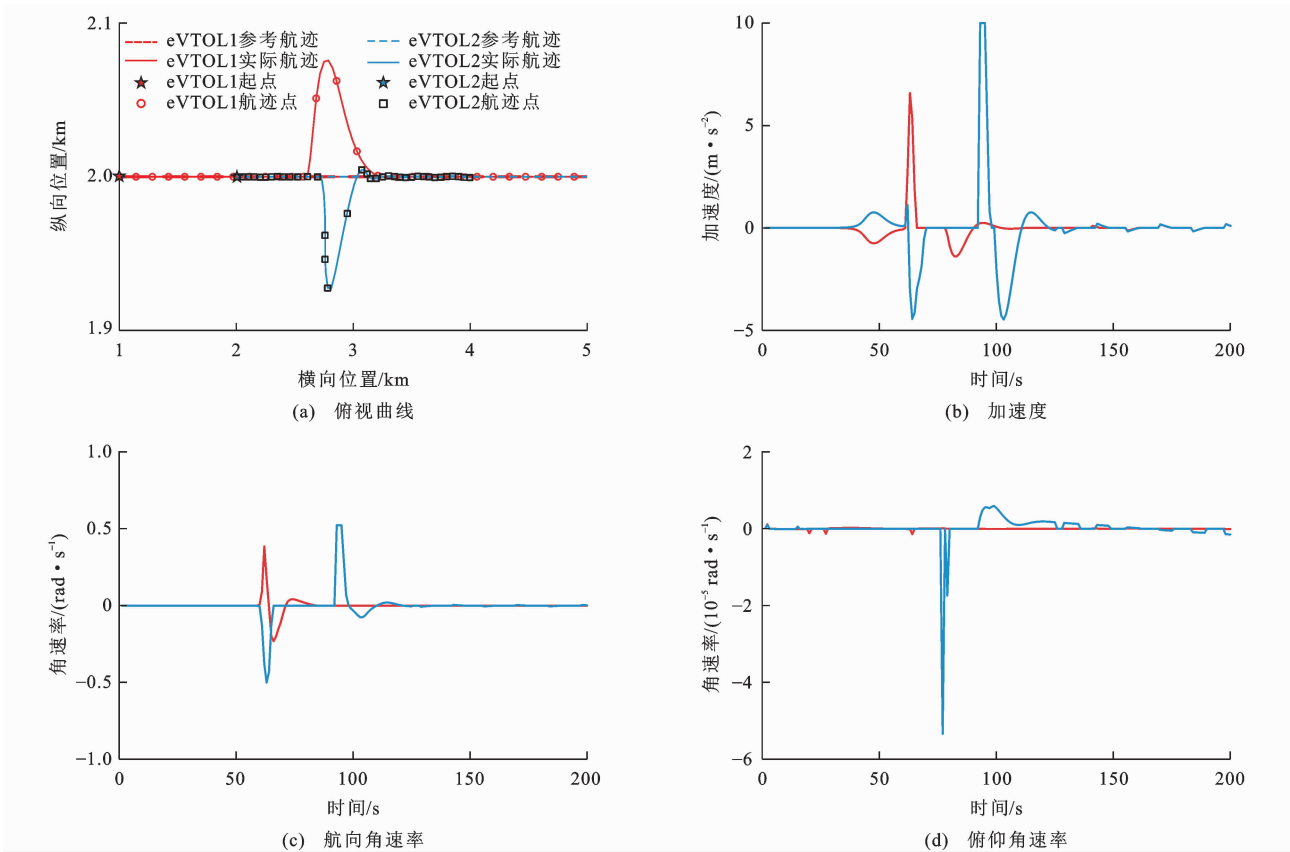 2.1
eVTOL1参考航迹 eVTOL2参考航迹
eVTOL1实际航迹 eVTOL2实际航迹
eVTOL1起点 eVTOL2起点
eVTOL1航迹点 eVTOL2航迹点
纵向位置/km
2.0
1.9
1 2 3 4 5
横向位置/km
(a) 俯视曲线
10
5
加速度/(m·s⁻²)
0
−5
0 50 100 150 200
时间/s
(b) 加速度
1.0
0.5
角速率/(rad·s⁻¹)
0
−0.5
−1.0
0 50 100 150 200
时间/s
(c) 航向角速率
2
0
角速率/(10⁻⁵ rad·s⁻¹)
−2
−4
−6
0 50 100 150 200
时间/s
(d) 俯仰角速率